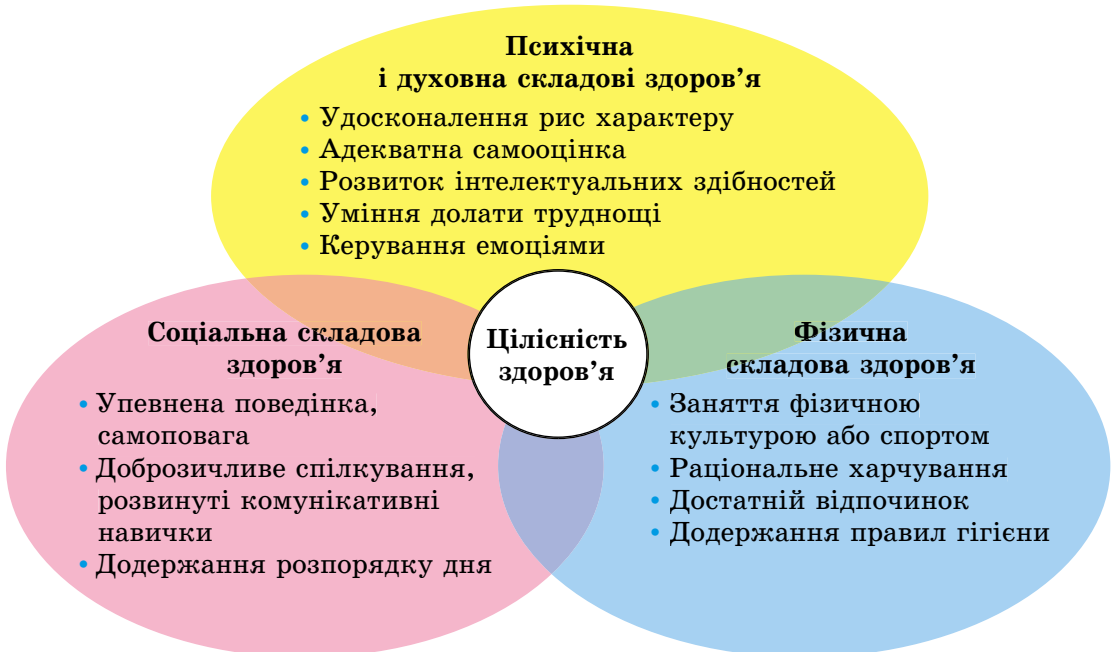 Психічна
і духовна складові здоров’я
• Удосконалення рис характеру
• Адекватна самооцінка
• Розвиток інтелектуальних здібностей
• Уміння долати труднощі
• Керування емоціями
Цілісність
здоров’я
Соціальна складова
здоров’я
• Упевнена поведінка,
самоповага
• Доброзичливе спілкування,
розвинуті комунікативні
навички
• Додержання розпорядку дня
Фізична
складова здоров’я
• Заняття фізичною
культурою або спортом
• Раціональне харчування
• Достатній відпочинок
• Додержання правил гігієни